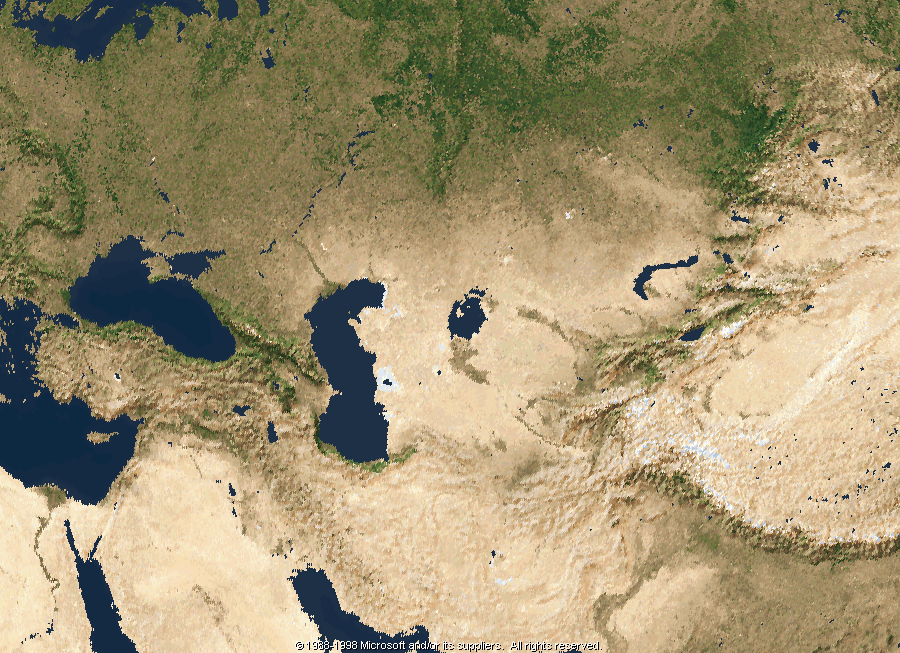 © 1988-1998 Microsoft and/or its suppliers. All rights reserved.